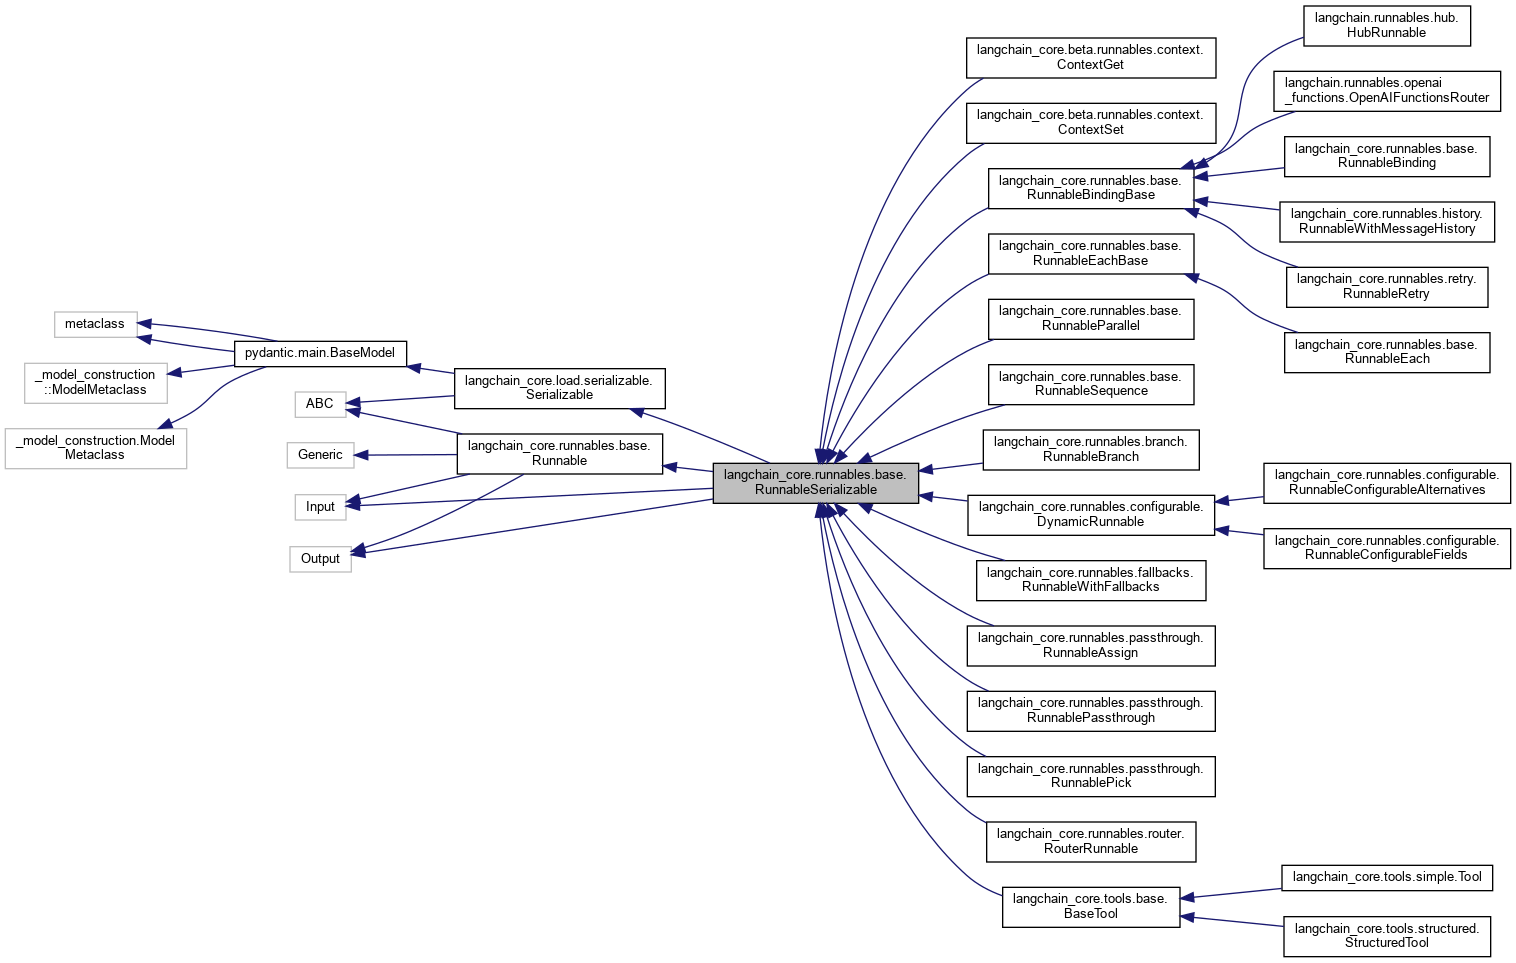 metaclass
_model_construction
::ModelMetaclass
_model_construction.Model
Metaclass
pydantic.main.BaseModel
ABC
Generic
Input
Output
langchain_core.load.serializable.
Serializable
langchain_core.runnables.base.
Runnable
langchain_core.runnables.base.
RunnableSerializable
langchain_core.beta.runnables.context.
ContextGet
langchain_core.beta.runnables.context.
ContextSet
langchain_core.runnables.base.
RunnableBindingBase
langchain_core.runnables.base.
RunnableEachBase
langchain_core.runnables.base.
RunnableParallel
langchain_core.runnables.base.
RunnableSequence
langchain_core.runnables.branch.
RunnableBranch
langchain_core.runnables.configurable.
DynamicRunnable
langchain_core.runnables.fallbacks.
RunnableWithFallbacks
langchain_core.runnables.passthrough.
RunnableAssign
langchain_core.runnables.passthrough.
RunnablePassthrough
langchain_core.runnables.passthrough.
RunnablePick
langchain_core.runnables.router.
RouterRunnable
langchain_core.tools.base.
BaseTool
langchain.runnables.hub.
HubRunnable
langchain.runnables.openai
_functions.OpenAIFunctionsRouter
langchain_core.runnables.base.
RunnableBinding
langchain_core.runnables.history.
RunnableWithMessageHistory
langchain_core.runnables.retry.
RunnableRetry
langchain_core.runnables.base.
RunnableEach
langchain_core.runnables.configurable.
RunnableConfigurableAlternatives
langchain_core.runnables.configurable.
RunnableConfigurableFields
langchain_core.tools.simple.Tool
langchain_core.tools.structured.
StructuredTool